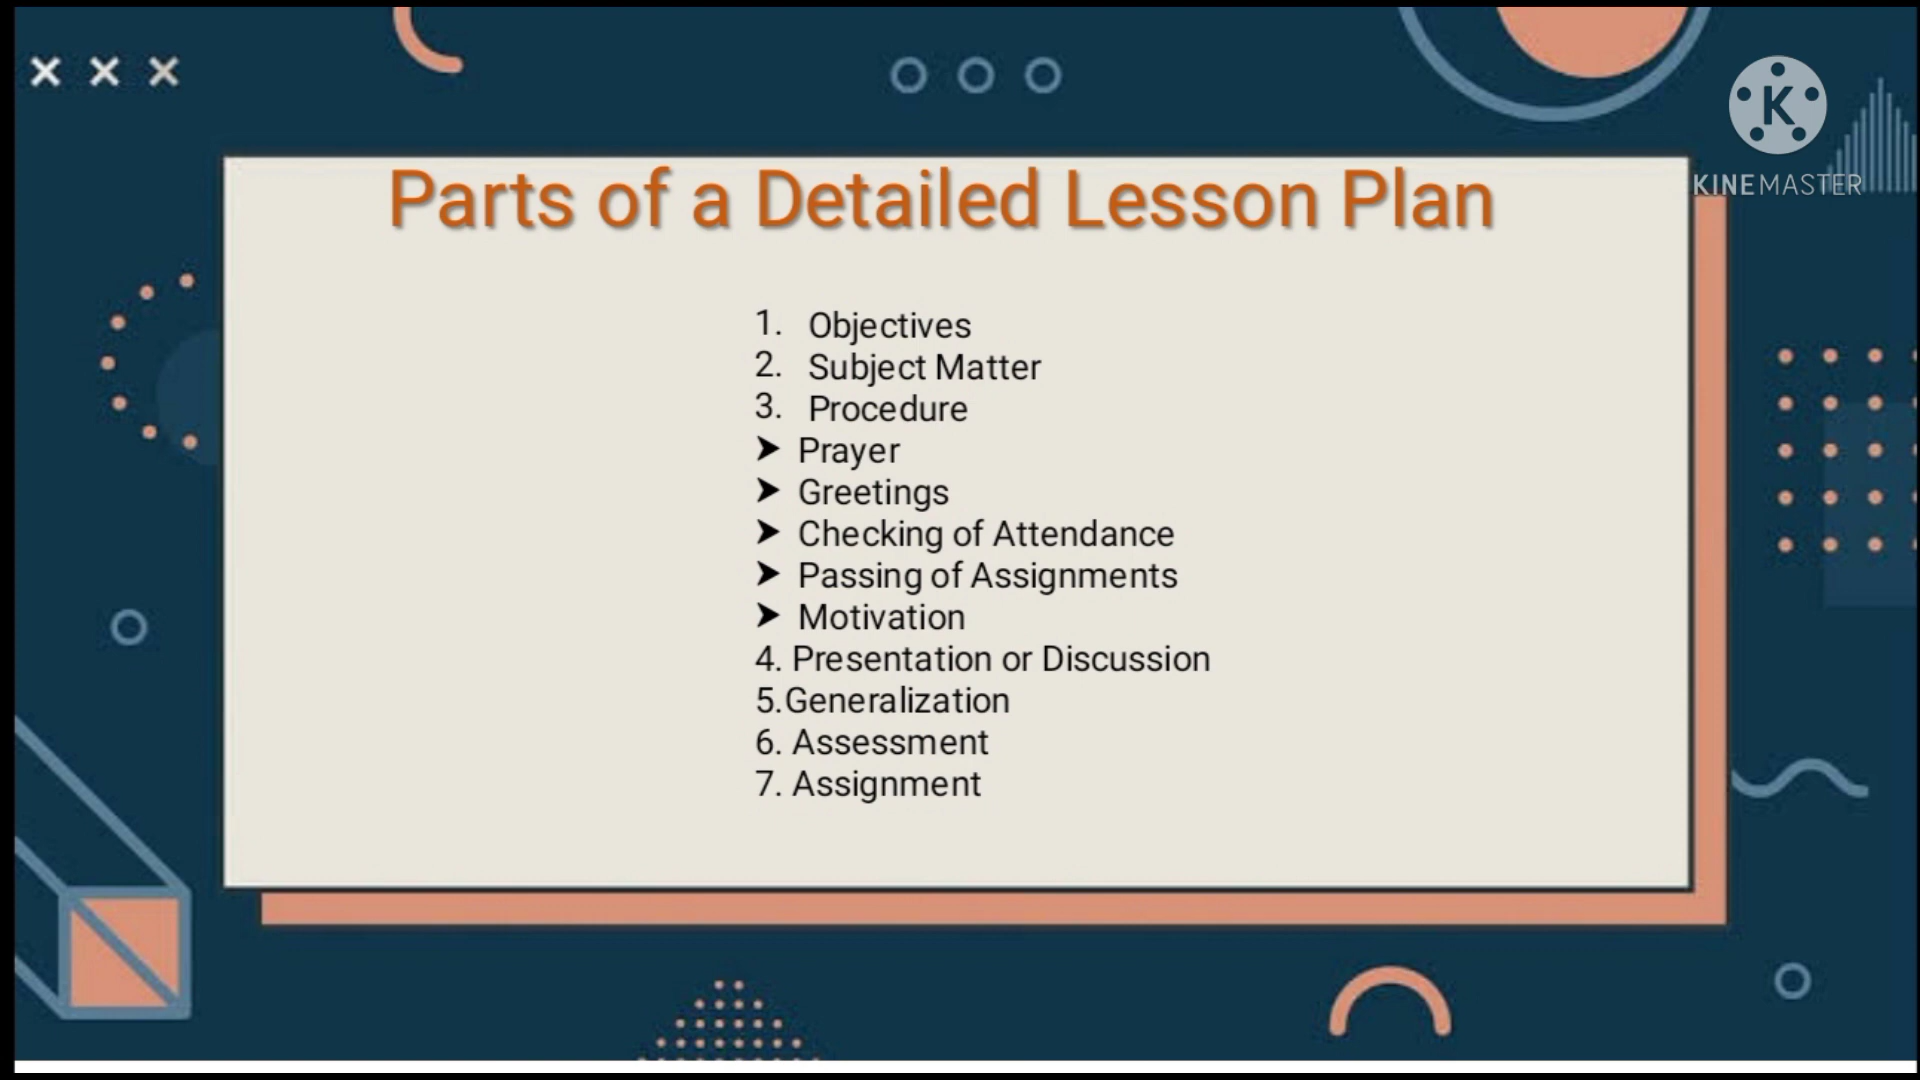 Parts of a Detailed Lesson Plan
K
KINEMASTER
1. Objectives
2. Subject Matter
3. Procedure
➤ Prayer
➤ Greetings
➤ Checking of Attendance
➤ Passing of Assignments
➤ Motivation
4. Presentation or Discussion
5.Generalization
6. Assessment
7. Assignment